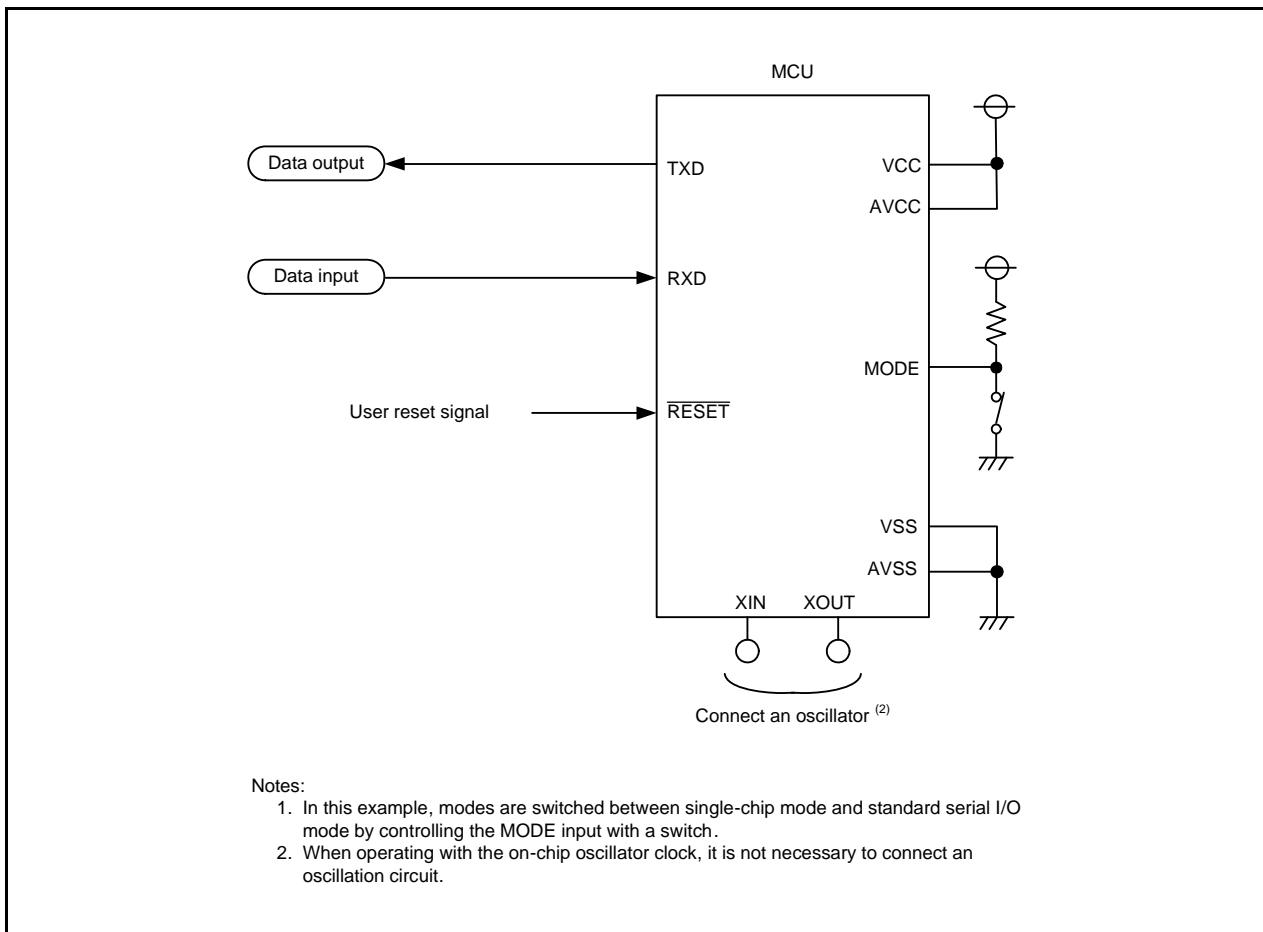 MCU
Data output
TXD
VCC
AVCC
Data input
RXD
MODE
User reset signal
RESET
VSS
AVSS
XIN XOUT
Connect an oscillator (2)
Notes:
1. In this example, modes are switched between single-chip mode and standard serial I/O
mode by controlling the MODE input with a switch.
2. When operating with the on-chip oscillator clock, it is not necessary to connect an
oscillation circuit.